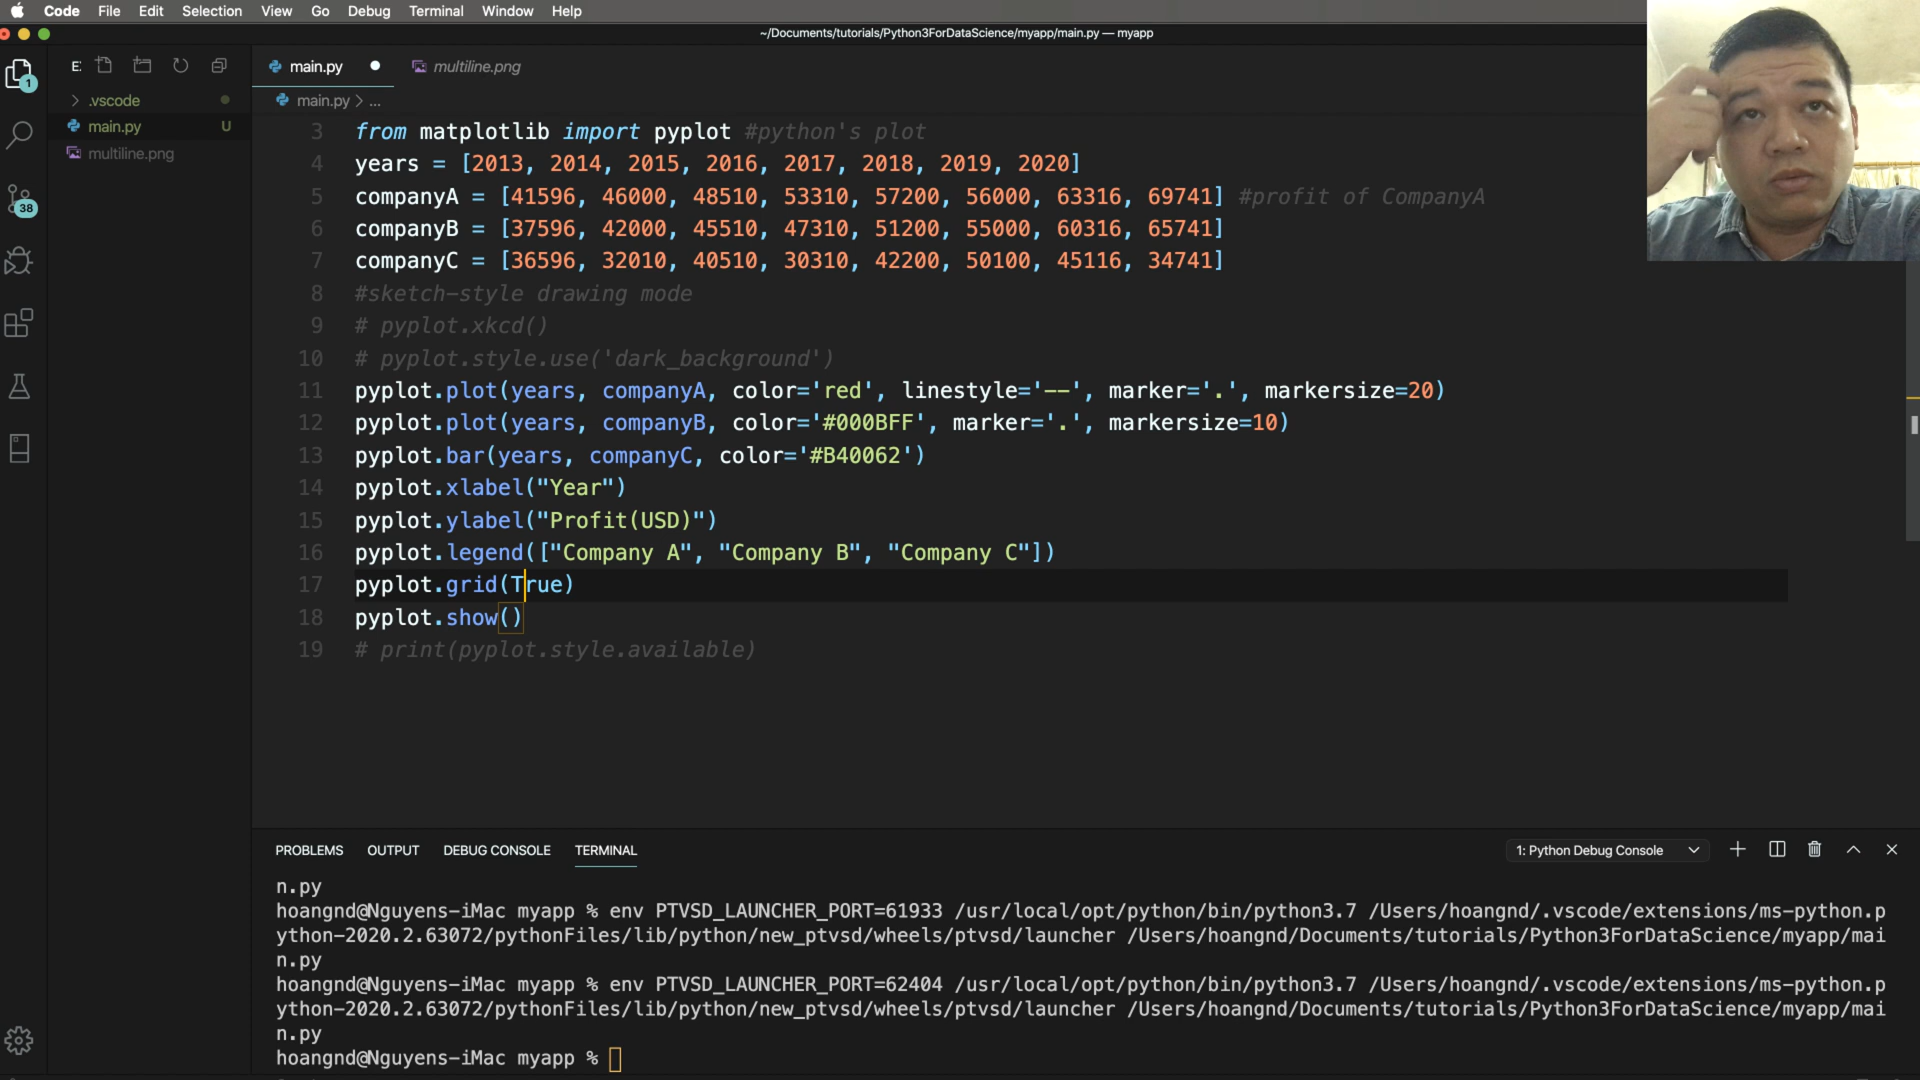 Code File Edit Selection View Go Debug Terminal Window Help
~/Documents/tutorials/Python3ForDataScience/myapp/main.py — myapp
E:
main.py
multiline.png
1
.vscode
main.py > ...
main.py U
multiline.png
38
3 from matplotlib import pyplot #python's plot
4 years = [2013, 2014, 2015, 2016, 2017, 2018, 2019, 2020]
5 companyA = [41596, 46000, 48510, 53310, 57200, 56000, 63316, 69741] #profit of CompanyA
6 companyB = [37596, 42000, 45510, 47310, 51200, 55000, 60316, 65741]
7 companyC = [36596, 32010, 40510, 30310, 42200, 50100, 45116, 34741]
8 #sketch-style drawing mode
9 # pyplot.xkcd()
10 # pyplot.style.use('dark_background')
11 pyplot.plot(years, companyA, color='red', linestyle='--', marker='.', markersize=20)
12 pyplot.plot(years, companyB, color='#000BFF', marker='.', markersize=10)
13 pyplot.bar(years, companyC, color='#B40062')
14 pyplot.xlabel("Year")
15 pyplot.ylabel("Profit(USD)")
16 pyplot.legend(["Company A", "Company B", "Company C"])
17 pyplot.grid(True)
18 pyplot.show()
19 # print(pyplot.style.available)
PROBLEMS OUTPUT DEBUG CONSOLE TERMINAL
1: Python Debug Console
n.py
hoangnd@Nguyens-iMac myapp % env PTVSD_LAUNCHER_PORT=61933 /usr/local/opt/python/bin/python3.7 /Users/hoangnd/.vscode/extensions/ms-python.p
ython-2020.2.63072/pythonFiles/lib/python/new_ptvsd/wheels/ptvsd/launcher /Users/hoangnd/Documents/tutorials/Python3ForDataScience/myapp/mai
n.py
hoangnd@Nguyens-iMac myapp % env PTVSD_LAUNCHER_PORT=62404 /usr/local/opt/python/bin/python3.7 /Users/hoangnd/.vscode/extensions/ms-python.p
ython-2020.2.63072/pythonFiles/lib/python/new_ptvsd/wheels/ptvsd/launcher /Users/hoangnd/Documents/tutorials/Python3ForDataScience/myapp/mai
n.py
hoangnd@Nguyens-iMac myapp %